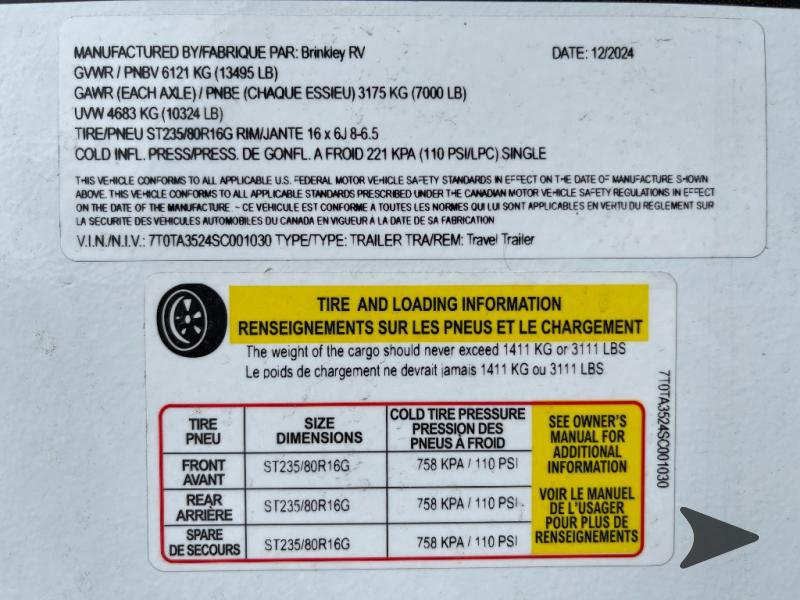 MANUFACTURED BY/FABRIQUE PAR: Brinkley RV DATE: 12/2024
GVWR / PNBV 6121 KG (13495 LB)
GAWR (EACH AXLE) / PNBE (CHAQUE ESSIEU) 3175 KG (7000 LB)
UVW 4683 KG (10324 LB)
TIRE/PNEU ST235/80R16G RIM/JANTE 16 x 6J 8-6.5
COLD INFL. PRESS/PRESS. DE GONFL. A FROID 221 KPA (110 PSI/LPC) SINGLE
THIS VEHICLE CONFORMS TO ALL APPLICABLE U.S. FEDERAL MOTOR VEHICLE SAFETY STANDARDS IN EFFECT ON THE DATE OF MANUFACTURE SHOWN
ABOVE. THIS VEHICLE CONFORMS TO ALL APPLICABLE STANDARDS PRESCRIBED UNDER THE CANADIAN MOTOR VEHICLE SAFETY REGULATIONS IN EFFECT
ON THE DATE OF THE MANUFACTURE ~ CE VEHICULE EST CONFORME A TOUTES LES NORMES QUI LUI SONT APPLICABLES EN VERTU DU REGLEMENT SUR
LA SECURITE DES VEHICULES AUTOMOBILES DU CANADA EN VIGUEUR A LA DATE DE SA FABRICATION
V.I.N./N.I.V.: 7T0TA3524SC001030 TYPE/TYPE: TRAILER TRA/REM: Travel Trailer
TIRE AND LOADING INFORMATION
RENSEIGNEMENTS SUR LES PNEUS ET LE CHARGEMENT
The weight of the cargo should never exceed 1411 KG or 3111 LBS
Le poids de chargement ne devrait jamais 1411 KG ou 3111 LBS
TIRE
PNEU
SIZE
DIMENSIONS
COLD TIRE PRESSURE
PRESSION DES
PNEUS À FROID
FRONT
AVANT
ST235/80R16G
758 KPA / 110 PSI
REAR
ARRIÈRE
ST235/80R16G
758 KPA / 110 PSI
SPARE
DE SECOURS
ST235/80R16G
758 KPA / 110 PSI
SEE OWNER'S
MANUAL FOR
ADDITIONAL
INFORMATION
VOIR LE MANUEL
DE L'USAGER
POUR PLUS DE
RENSEIGNEMENTS
7T0TA3524SC001030